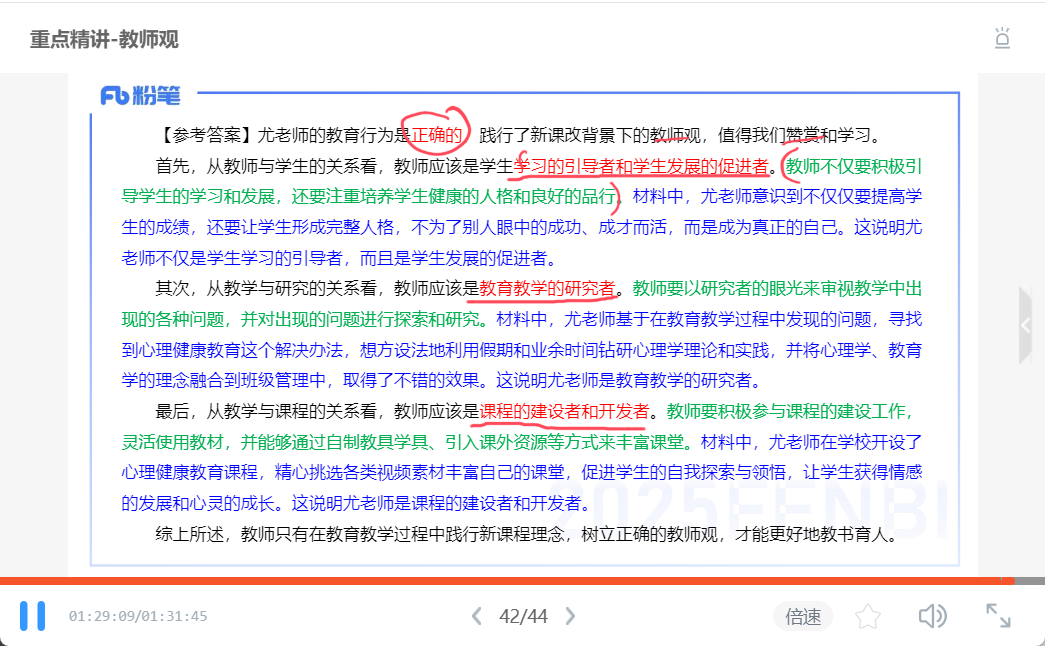 重点精讲-教师观
粉笔
【参考答案】尤老师的教育行为是正确的，践行了新课改背景下的教师观，值得我们赞赏和学习。
首先，从教师与学生的关系看，教师应该是学生学习的引导者和学生发展的促进者。教师不仅要积极引
导学生的学习和发展，还要注重培养学生健康的人格和良好的品行。材料中，尤老师意识到不仅仅要提高学
生的成绩，还要让学生形成完整人格，不为了别人眼中的成功、成才而活，而是成为真正的自己。这说明尤
老师不仅是学生学习的引导者，而且是学生发展的促进者。
其次，从教学与研究的关系看，教师应该是教育教学的研究者。教师要以研究者的眼光来审视教学中出
现的各种问题，并对出现的问题进行探索和研究。材料中，尤老师基于在教育教学过程中发现的问题，寻找
到心理健康教育这个解决办法，想方设法地利用假期和业余时间钻研心理学理论和实践，并将心理学、教育
学的理念融合到班级管理中，取得了不错的效果。这说明尤老师是教育教学的研究者。
最后，从教学与课程的关系看，教师应该是课程的建设者和开发者。教师要积极参与课程的建设工作，
灵活使用教材，并能够通过自制教具学具、引入课外资源等方式来丰富课堂。材料中，尤老师在学校开设了
心理健康教育课程，精心挑选各类视频素材丰富自己的课堂，促进学生的自我探索与领悟，让学生获得情感
的发展和心灵的成长。这说明尤老师是课程的建设者和开发者。
综上所述，教师只有在教育教学过程中践行新课程理念，树立正确的教师观，才能更好地教书育人。
2025FENBI
01:29:09/01:31:45
42/44
倍速